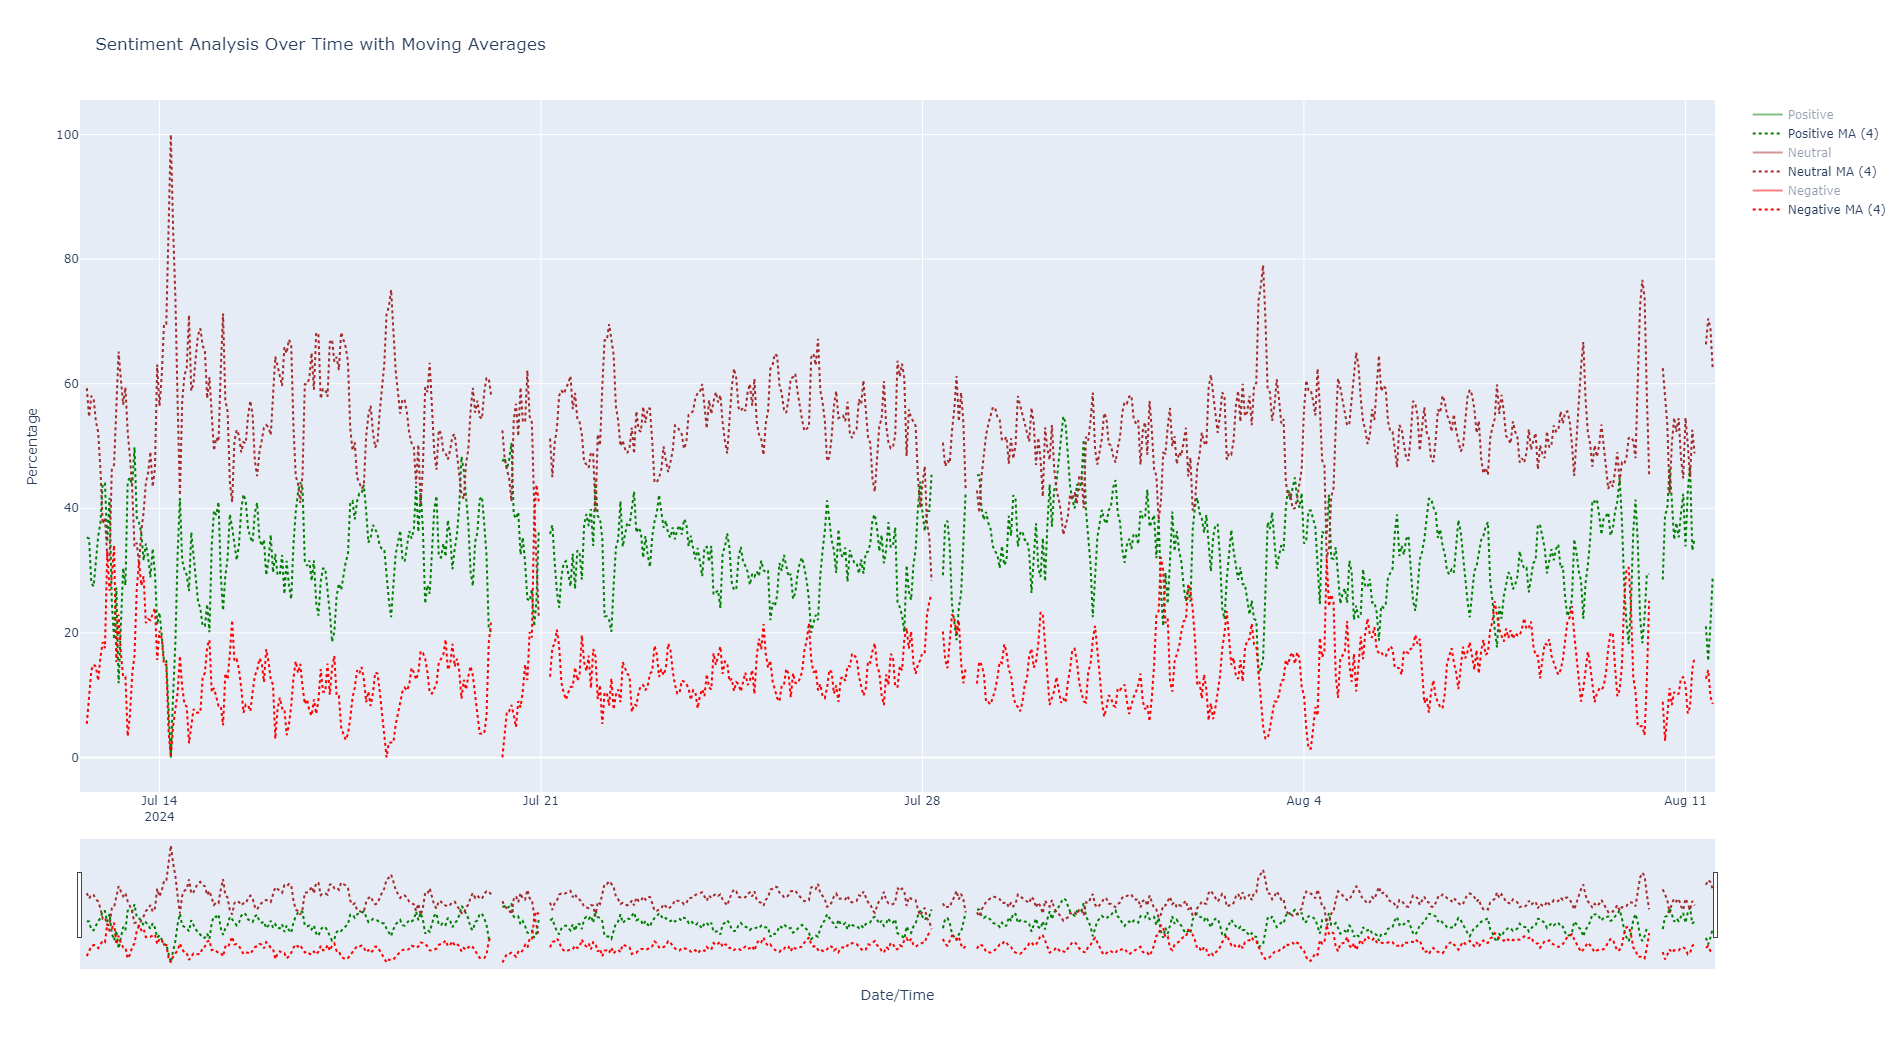 Sentiment Analysis Over Time with Moving Averages
Positive
Positive MA (4)
Neutral
Neutral MA (4)
Negative
Negative MA (4)
Percentage
100
80
60
40
20
0
Jul 14
2024
Jul 21
Jul 28
Aug 4
Aug 11
Date/Time